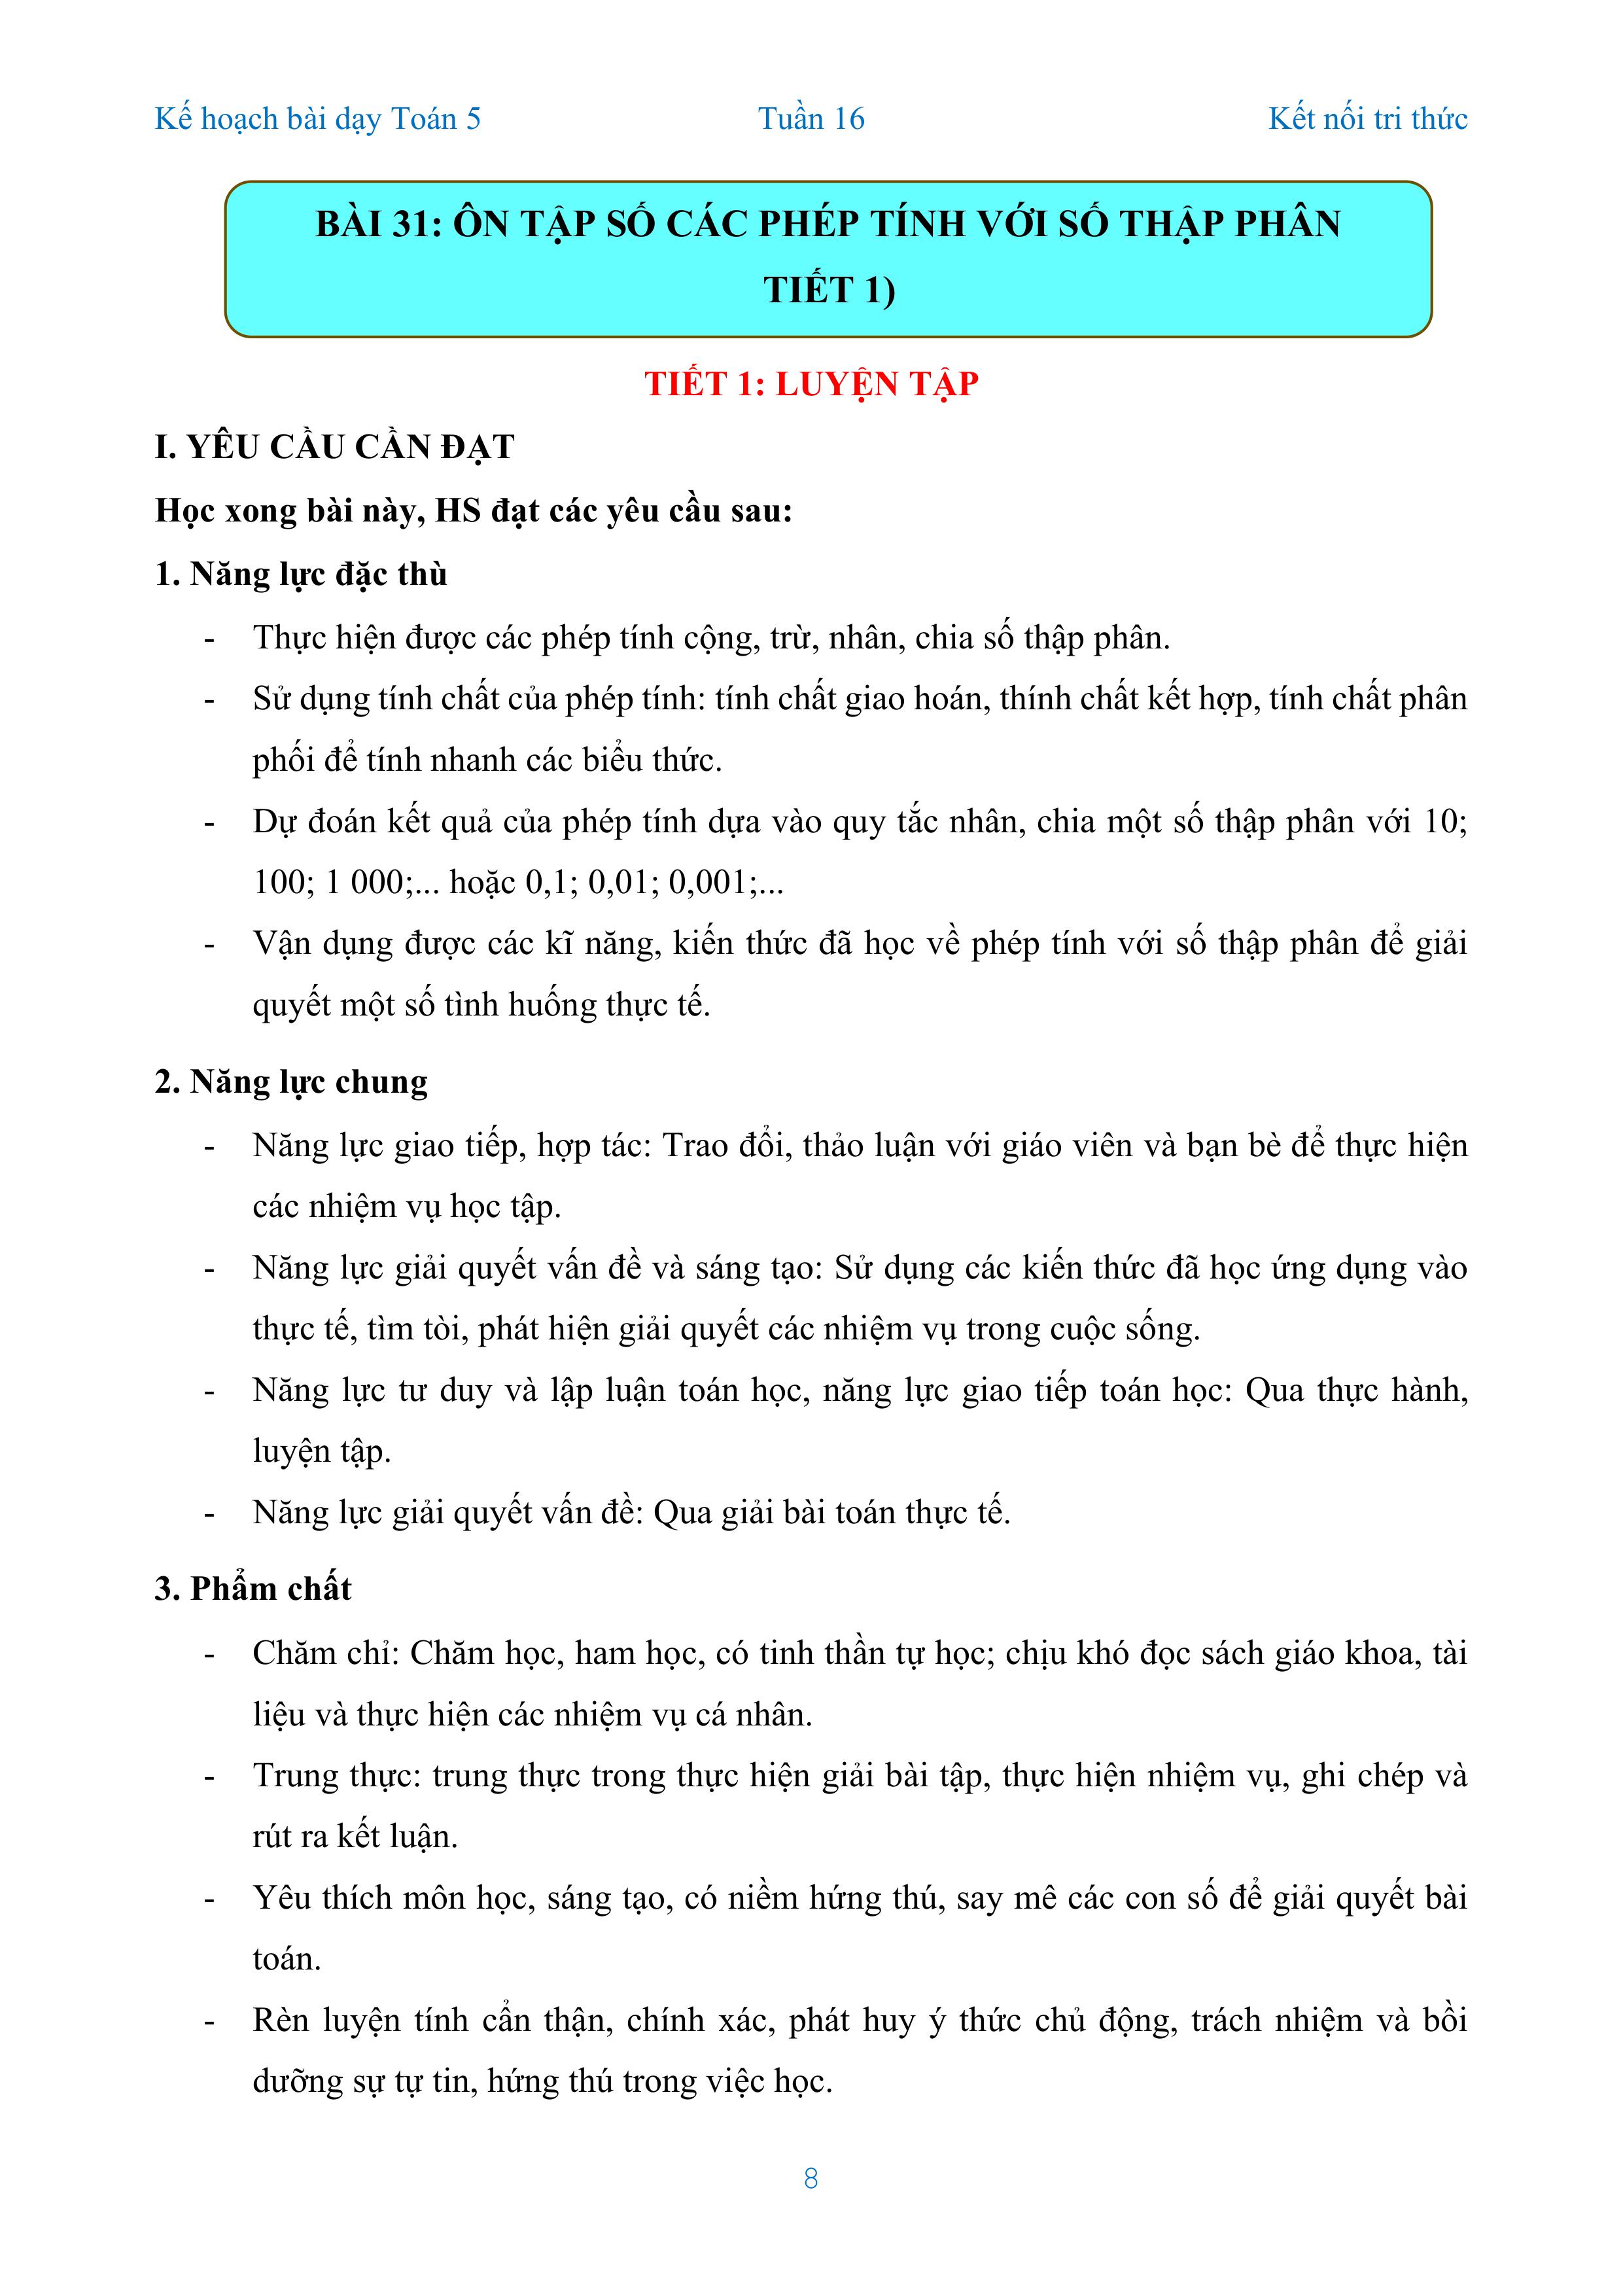 Kế hoạch bài dạy Toán 5 Tuần 16 Kết nối tri thức
BÀI 31: ÔN TẬP SỐ CÁC PHÉP TÍNH VỚI SỐ THẬP PHÂN
TIẾT 1)
TIẾT 1: LUYỆN TẬP
I. YÊU CẦU CẦN ĐẠT
Học xong bài này, HS đạt các yêu cầu sau:
1. Năng lực đặc thù
- Thực hiện được các phép tính cộng, trừ, nhân, chia số thập phân.
- Sử dụng tính chất của phép tính: tính chất giao hoán, thính chất kết hợp, tính chất phân
phối để tính nhanh các biểu thức.
- Dự đoán kết quả của phép tính dựa vào quy tắc nhân, chia một số thập phân với 10;
100; 1 000;... hoặc 0,1; 0,01; 0,001;...
- Vận dụng được các kĩ năng, kiến thức đã học về phép tính với số thập phân để giải
quyết một số tình huống thực tế.
2. Năng lực chung
- Năng lực giao tiếp, hợp tác: Trao đổi, thảo luận với giáo viên và bạn bè để thực hiện
các nhiệm vụ học tập.
- Năng lực giải quyết vấn đề và sáng tạo: Sử dụng các kiến thức đã học ứng dụng vào
thực tế, tìm tòi, phát hiện giải quyết các nhiệm vụ trong cuộc sống.
- Năng lực tư duy và lập luận toán học, năng lực giao tiếp toán học: Qua thực hành,
luyện tập.
- Năng lực giải quyết vấn đề: Qua giải bài toán thực tế.
3. Phẩm chất
- Chăm chỉ: Chăm học, ham học, có tinh thần tự học; chịu khó đọc sách giáo khoa, tài
liệu và thực hiện các nhiệm vụ cá nhân.
- Trung thực: trung thực trong thực hiện giải bài tập, thực hiện nhiệm vụ, ghi chép và
rút ra kết luận.
- Yêu thích môn học, sáng tạo, có niềm hứng thú, say mê các con số để giải quyết bài
toán.
- Rèn luyện tính cẩn thận, chính xác, phát huy ý thức chủ động, trách nhiệm và bồi
dưỡng sự tự tin, hứng thú trong việc học.
8